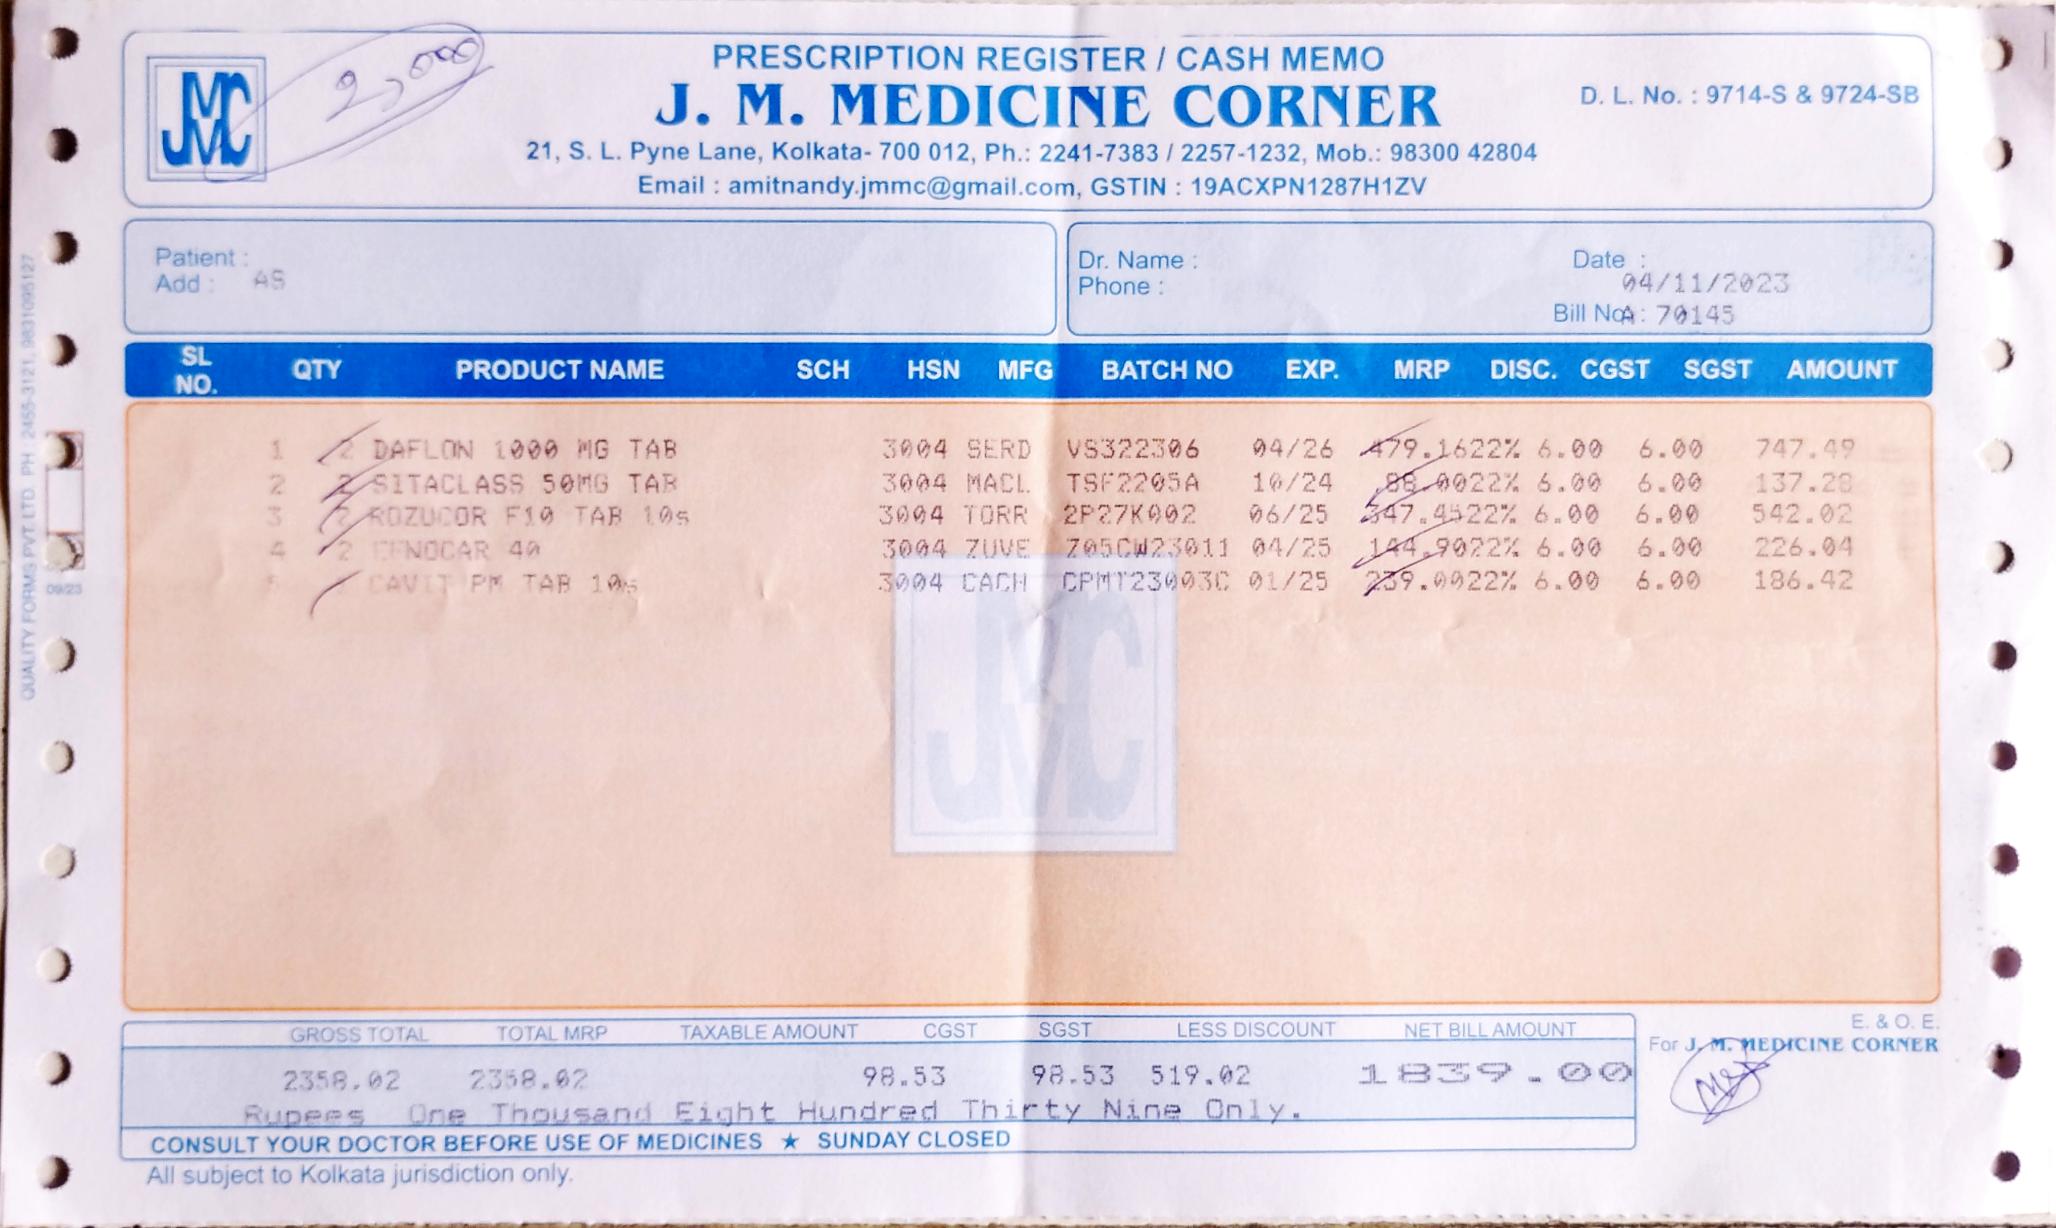 2,000
JMMC
PRESCRIPTION REGISTER / CASH MEMO
J. M. MEDICINE CORNER
D. L. No. : 9714-S & 9724-SB
21, S. L. Pyne Lane, Kolkata- 700 012, Ph.: 2241-7383 / 2257-1232, Mob.: 98300 42804
Email : amitnandy.jmmc@gmail.com, GSTIN : 19ACXPN1287H1ZV
Patient :
Add : AS
Dr. Name :
Phone :
Date :
04/11/2023
Bill No : A 70145
SL NO. QTY PRODUCT NAME SCH HSN MFG BATCH NO EXP. MRP DISC. CGST SGST AMOUNT
1 2 DAFLON 1000 MG TAB 3004 SERD VS322306 04/26 479.16 22% 6.00 6.00 747.49
2 2 SITACLASS 50MG TAB 3004 MACL TSF2205A 10/24 88.00 22% 6.00 6.00 137.28
3 2 ROZUCOR F10 TAB 10s 3004 TORR 2P27K002 06/25 347.45 22% 6.00 6.00 542.02
4 2 40 3004 ZUVE Z05CW23011 04/25 144.90 22% 6.00 6.00 226.04
5 CAVIT PM TAB 10s 3004 CACH CPMT23003C 01/25 239.00 22% 6.00 6.00 186.42
GROSS TOTAL TOTAL MRP TAXABLE AMOUNT CGST SGST LESS DISCOUNT NET BILL AMOUNT
2358.02 2358.02 98.53 98.53 519.02 1839.00
Rupees One Thousand Eight Hundred Thirty Nine Only.
CONSULT YOUR DOCTOR BEFORE USE OF MEDICINES ★ SUNDAY CLOSED
All subject to Kolkata jurisdiction only.
E. & O. E.
For J. M. MEDICINE CORNER
QUALITY FORMS PVT. LTD. PH : 2455-3121, 9831095127
09/23